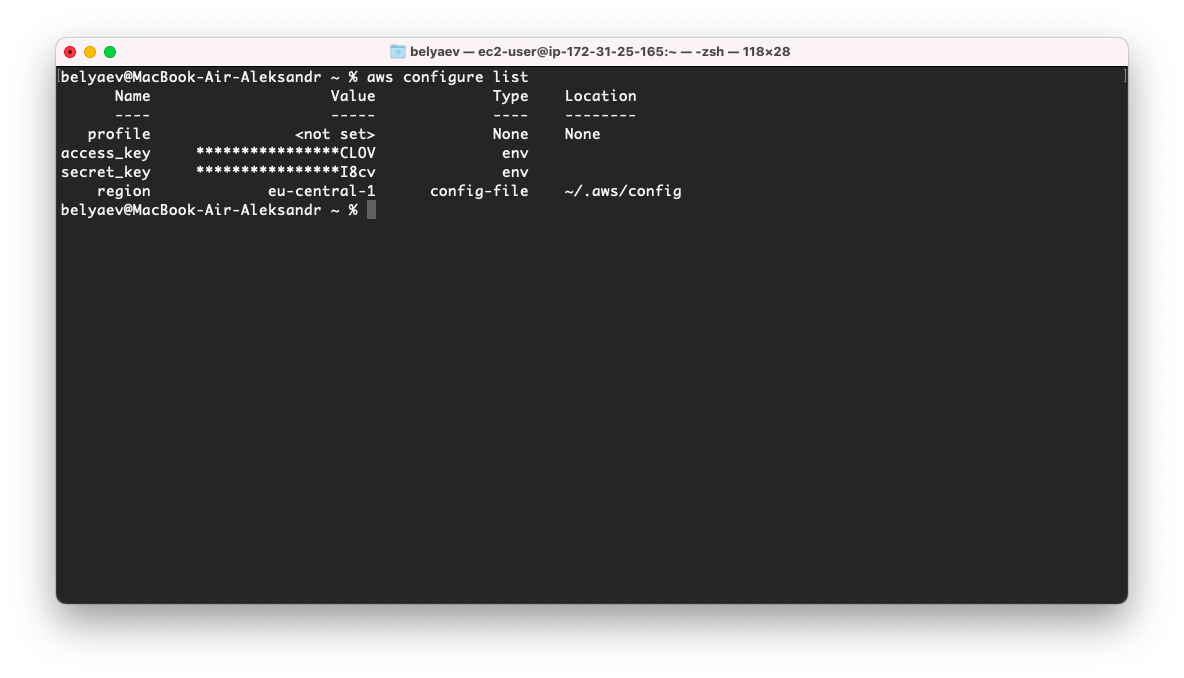 belyaev — ec2-user@ip-172-31-25-165:~ — -zsh — 118×28
[belyaev@MacBook-Air-Aleksandr ~ % aws configure list ]
      Name                    Value             Type    Location
      ----                    -----             ----    --------
   profile                <not set>             None    None
access_key     ****************CLOV              env
secret_key     ****************I8cv              env
    region             eu-central-1      config-file    ~/.aws/config
belyaev@MacBook-Air-Aleksandr ~ %